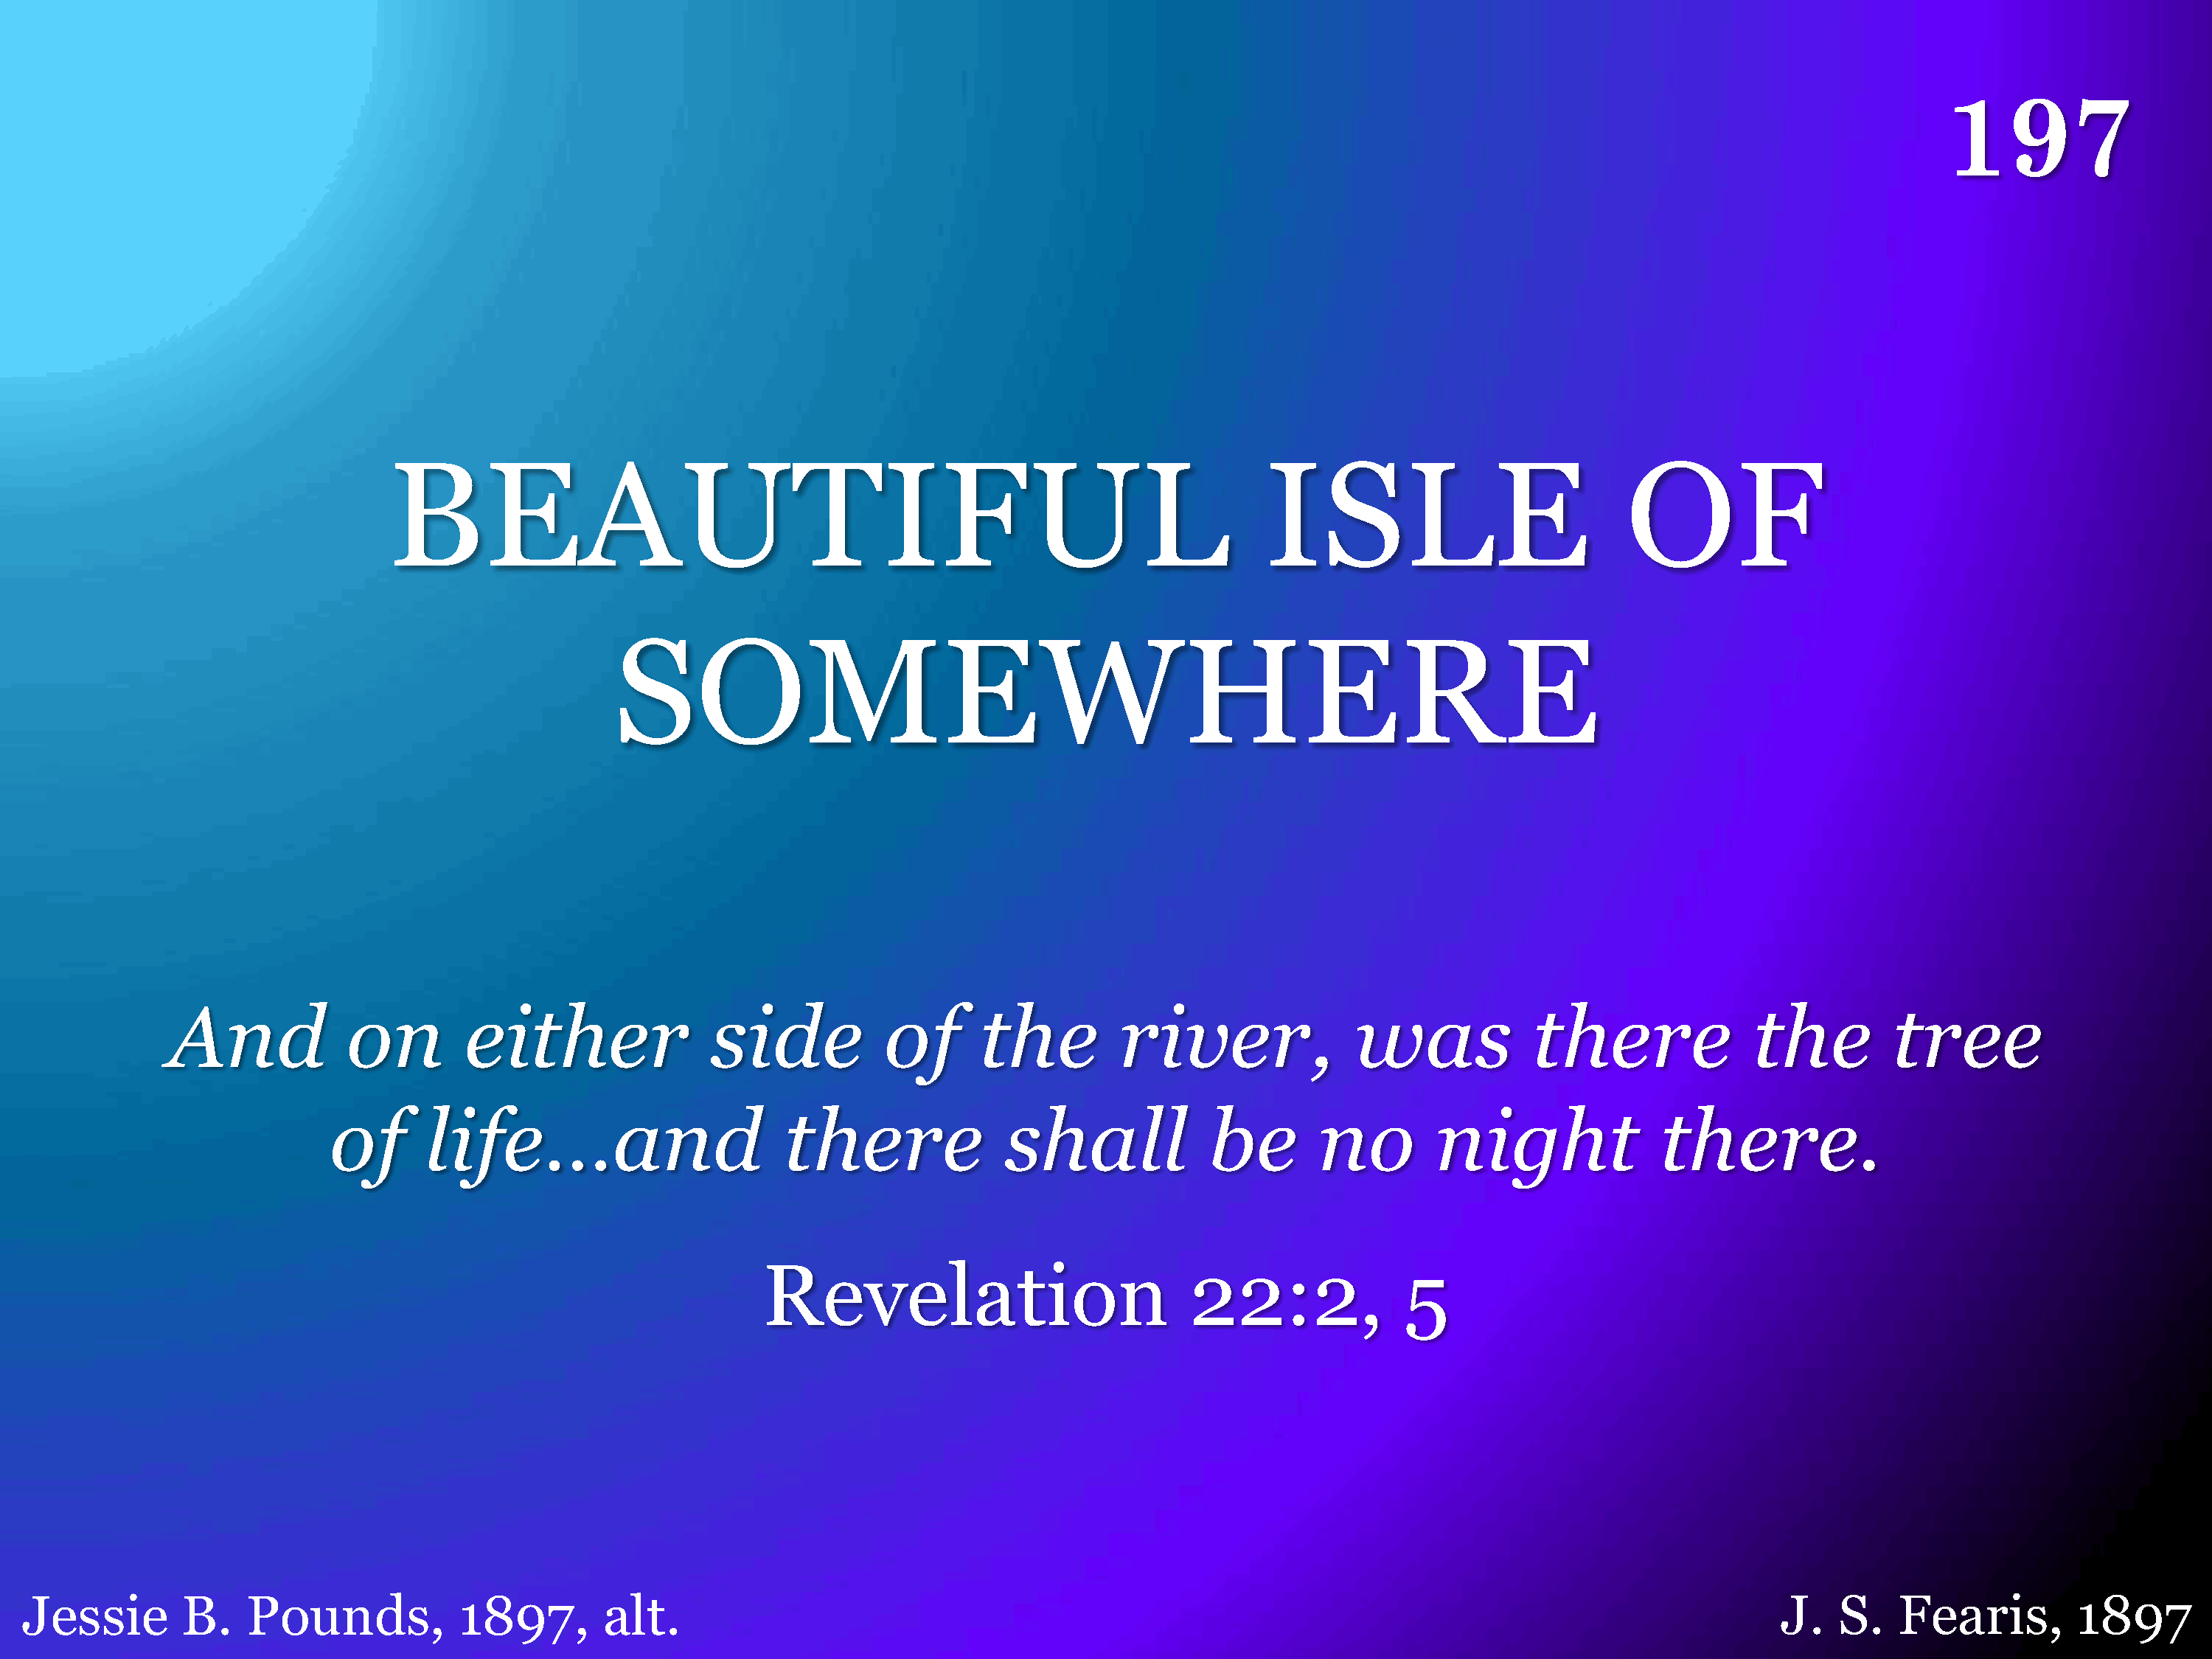 197
BEAUTIFUL ISLE OF
SOMEWHERE
And on either side of the river, was there the tree
of life...and there shall be no night there.
Revelation 22:2, 5
Jessie B. Pounds, 1897, alt.
J. S. Fearis, 1897